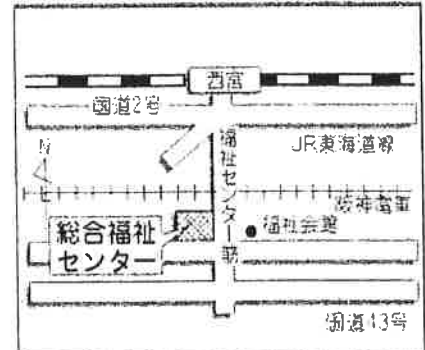 西宮
国道2号
JR東海道線
福祉センター筋
N
阪神電車
総合福祉
センター
福祉会館
国道43号